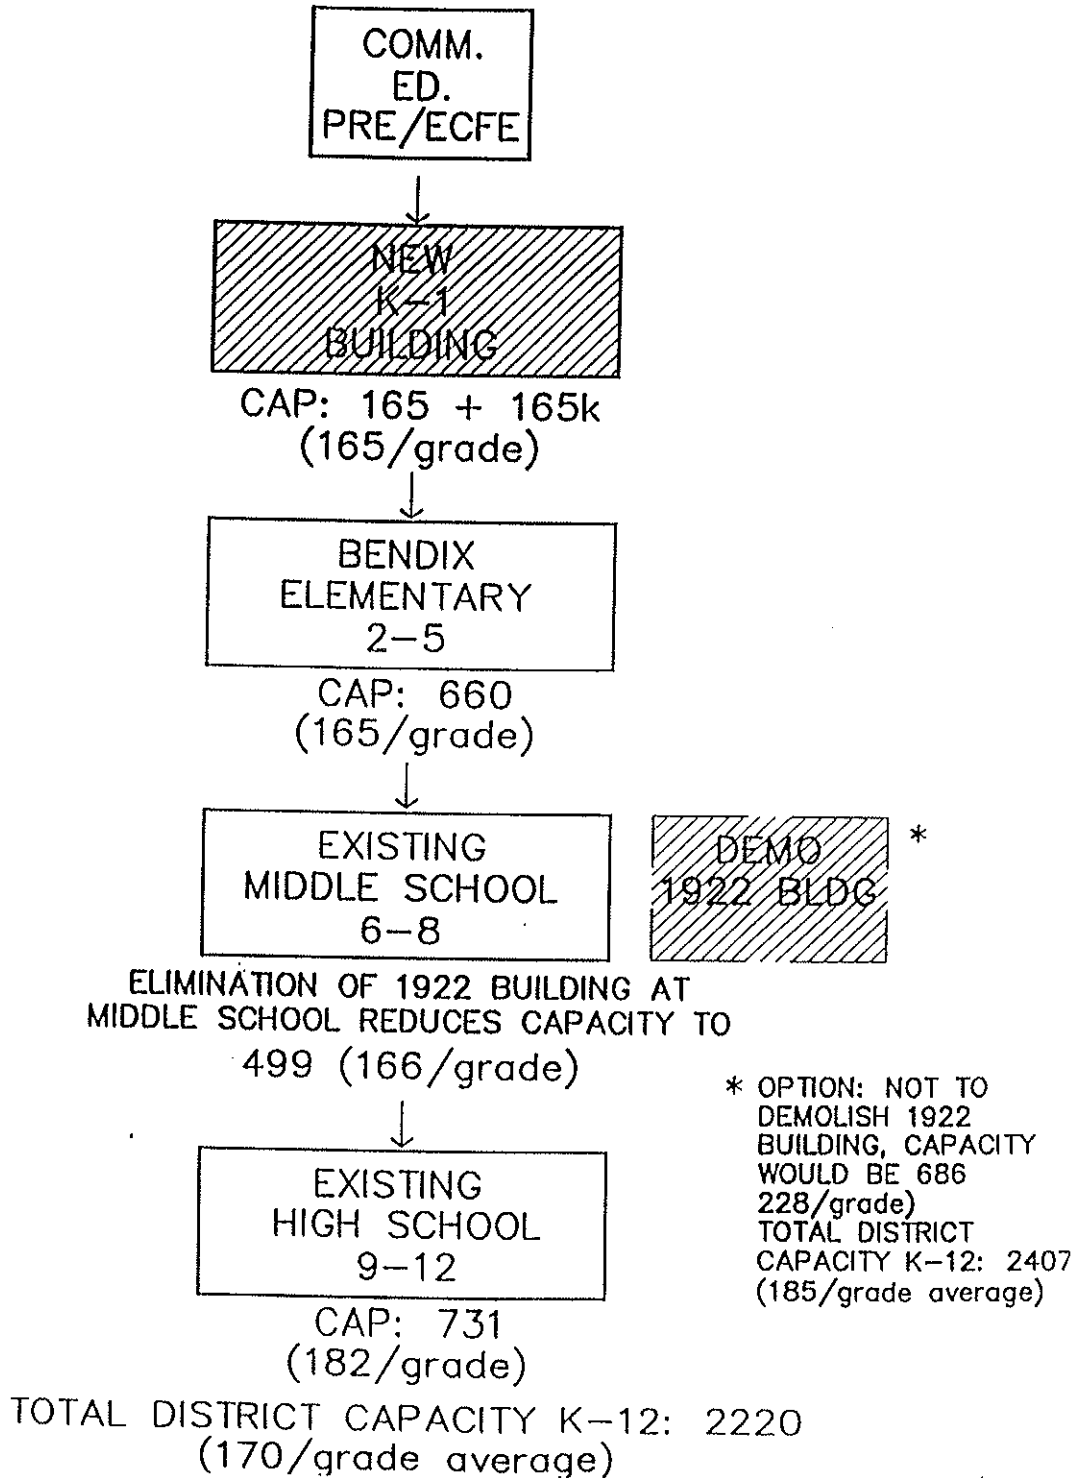 COMM.
ED.
PRE/ECFE
NEW
K-1
BUILDING
CAP: 165 + 165k
(165/grade)
BENDIX
ELEMENTARY
2-5
CAP: 660
(165/grade)
EXISTING
MIDDLE SCHOOL
6-8
DEMO
1922 BLDG
*
ELIMINATION OF 1922 BUILDING AT
MIDDLE SCHOOL REDUCES CAPACITY TO
499 (166/grade)
EXISTING
HIGH SCHOOL
9-12
CAP: 731
(182/grade)
* OPTION: NOT TO
DEMOLISH 1922
BUILDING, CAPACITY
WOULD BE 686
228/grade)
TOTAL DISTRICT
CAPACITY K-12: 2407
(185/grade average)
TOTAL DISTRICT CAPACITY K-12: 2220
(170/grade average)